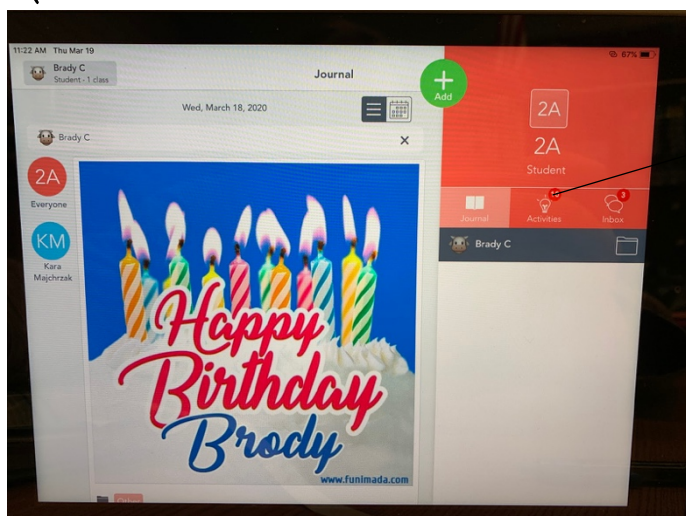 11:22 AM Thu Mar 19
67%
Brady C
Student - 1 class
Journal
Add
Wed, March 18, 2020
Brady C
2A
2A
Student
2A
Everyone
Journal
Activities
3
Inbox
KM
Kara
Majchrzak
Brady C
Happy
Birthday
Brody
www.funimada.com
Other